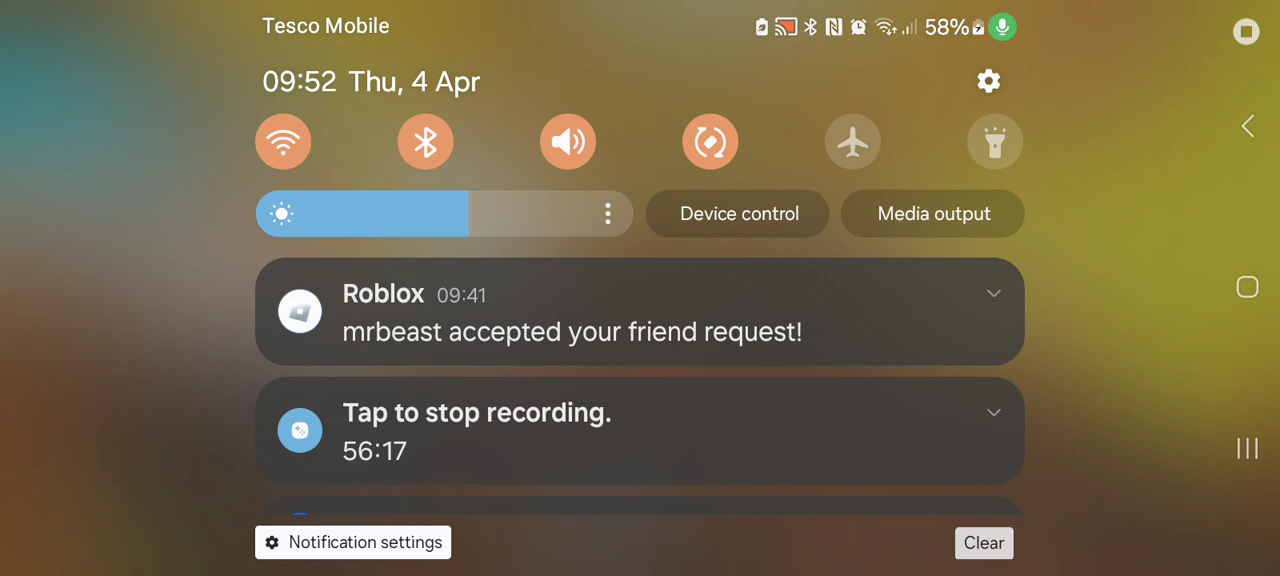 Tesco Mobile
58%
09:52 Thu, 4 Apr
Device control
Media output
Roblox 09:41
mrbeast accepted your friend request!
Tap to stop recording.
56:17
Notification settings
Clear